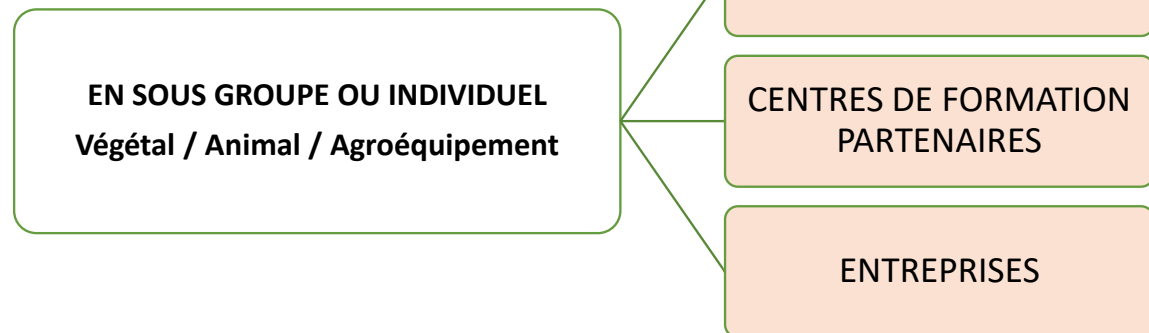 EN SOUS GROUPE OU INDIVIDUEL
Végétal / Animal / Agroéquipement
CENTRES DE FORMATION
PARTENAIRES
ENTREPRISES